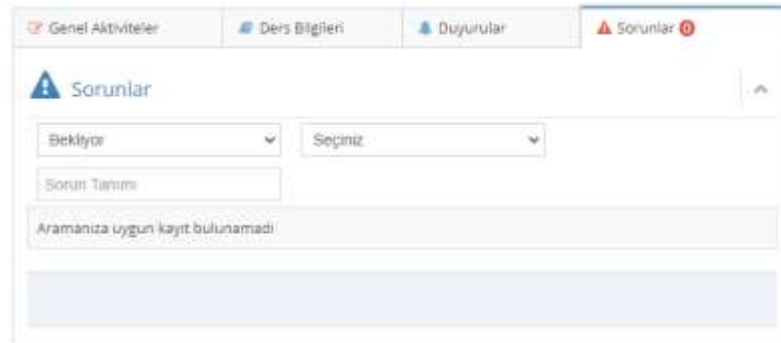 Genel Aktiviteler Ders Bilgileri Duyurular Sorunlar 0
Sorunlar
Bekliyor Seçiniz
Sorun Tanımı
Aramanıza uygun kayıt bulunamadı